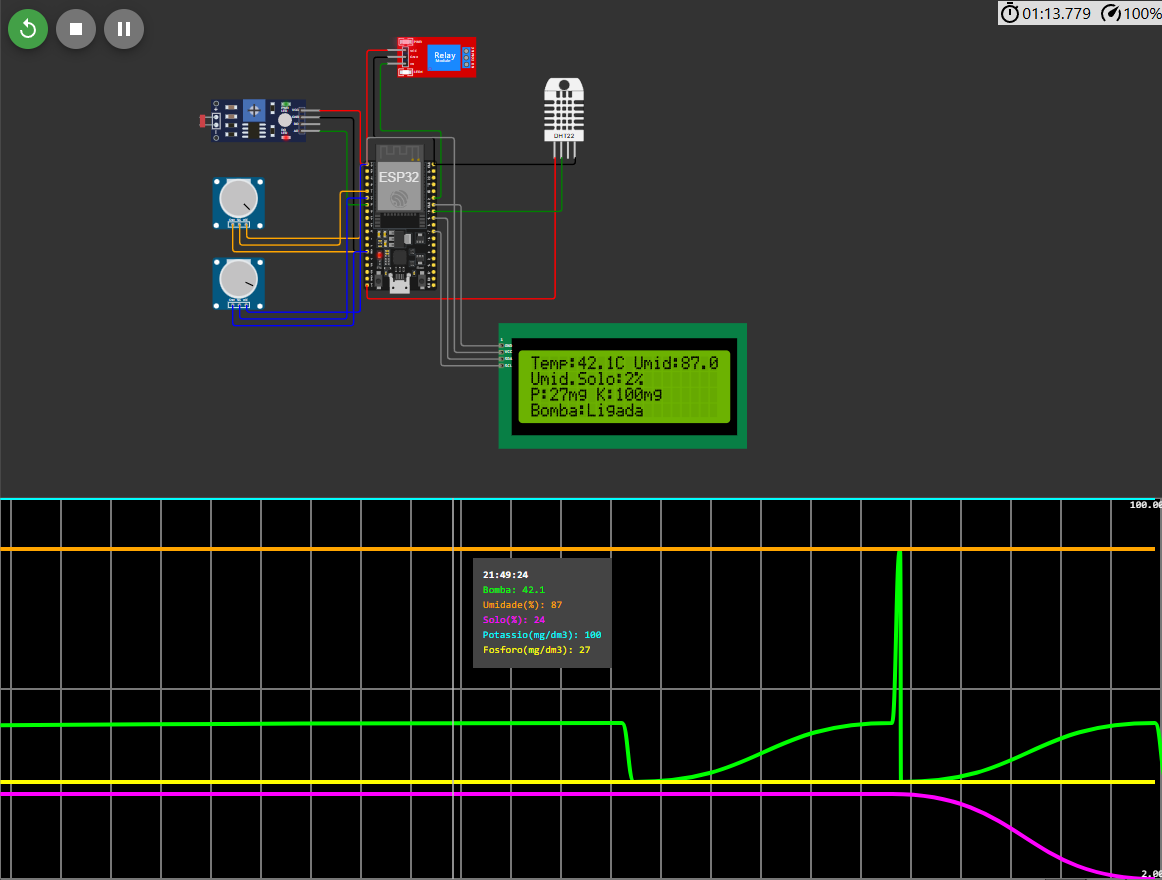 01:13.779 100%
Relay
Module
DHT22
ESP32
Temp:42.1C Umid:87.0
Umid.Solo:2%
P:27mg K:100mg
Bomba:Ligada
100.00
21:49:24
Bomba: 42.1
Umidade(%): 87
Solo(%): 24
Potassio(mg/dm3): 100
Fosforo(mg/dm3): 27
2.00